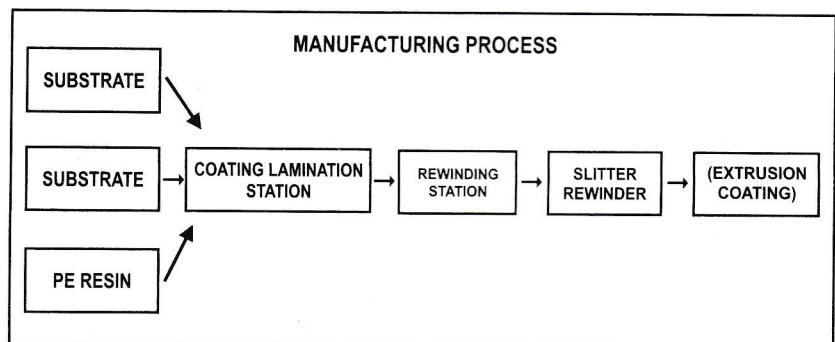 MANUFACTURING PROCESS
SUBSTRATE
SUBSTRATE
PE RESIN
COATING LAMINATION
STATION
REWINDING
STATION
SLITTER
REWINDER
(EXTRUSION
COATING)